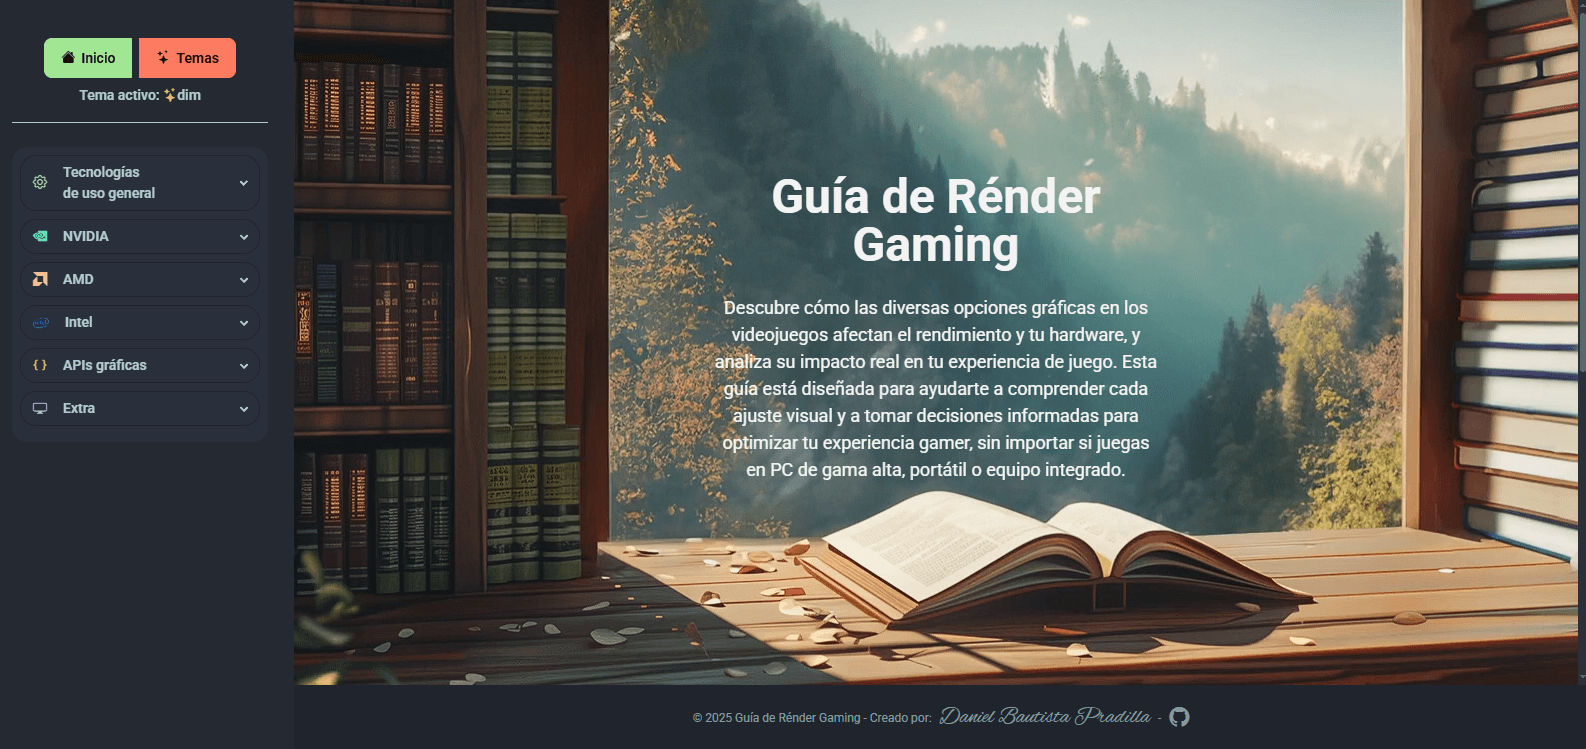 Inicio
Temas
Tema activo: ✨dim
Tecnologías
de uso general
NVIDIA
AMD
Intel
APIs gráficas
Extra
Guía de Rénder
Gaming
Descubre cómo las diversas opciones gráficas en los
videojuegos afectan el rendimiento y tu hardware, y
analiza su impacto real en tu experiencia de juego. Esta
guía está diseñada para ayudarte a comprender cada
ajuste visual y a tomar decisiones informadas para
optimizar tu experiencia gamer, sin importar si juegas
en PC de gama alta, portátil o equipo integrado.
© 2025 Guía de Rénder Gaming - Creado por: Daniel Bautista Pradilla -